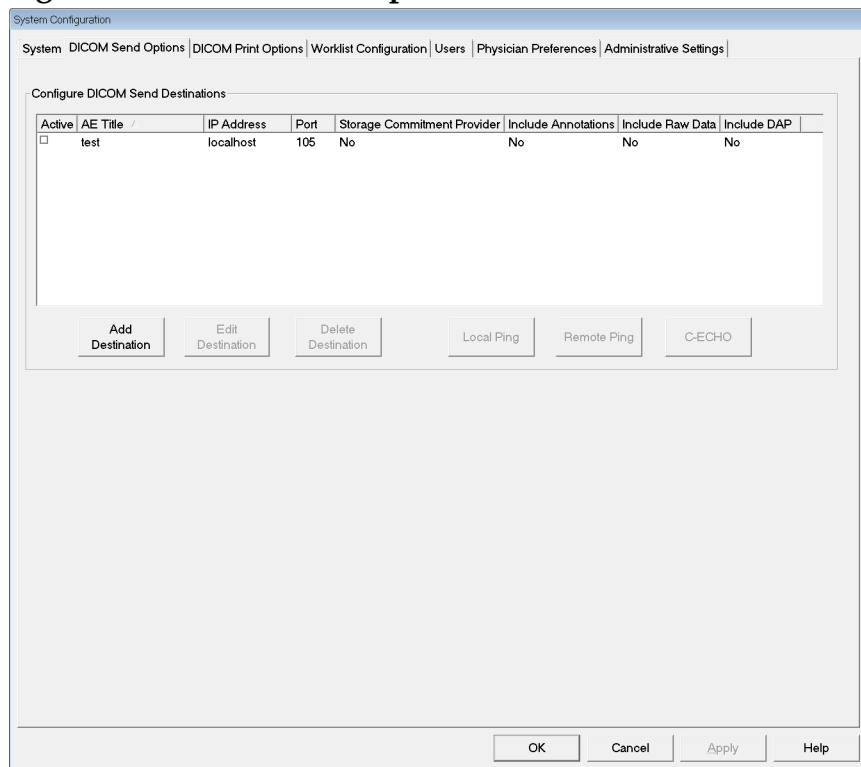 System Configuration
System DICOM Send Options DICOM Print Options Worklist Configuration Users Physician Preferences Administrative Settings
Configure DICOM Send Destinations
Active AE Title / IP Address Port Storage Commitment Provider Include Annotations Include Raw Data Include DAP
test localhost 105 No No No No
Add Destination Edit Destination Delete Destination Local Ping Remote Ping C-ECHO
OK Cancel Apply Help